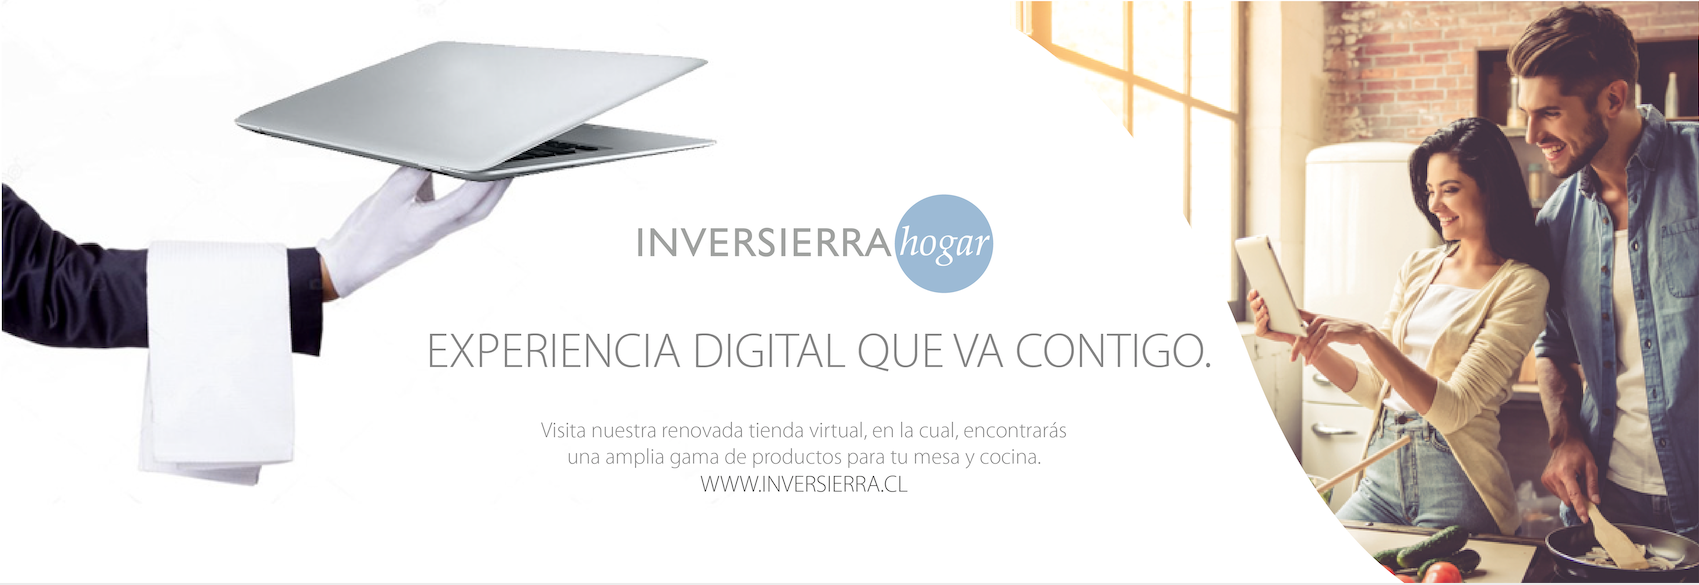 INVERSIERRA hogar
EXPERIENCIA DIGITAL QUE VA CONTIGO.
Visita nuestra renovada tienda virtual, en la cual, encontrarás
una amplia gama de productos para tu mesa y cocina.
WWW.INVERSIERRA.CL